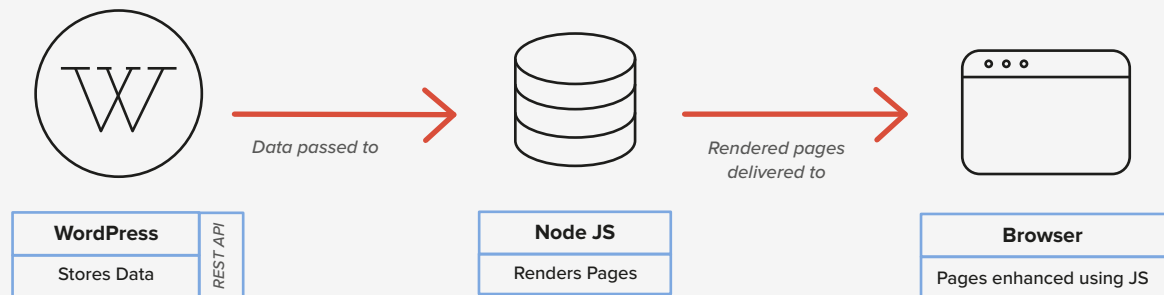 W
Data passed to
Rendered pages
delivered to
WordPress
Stores Data
REST API
Node JS
Renders Pages
Browser
Pages enhanced using JS